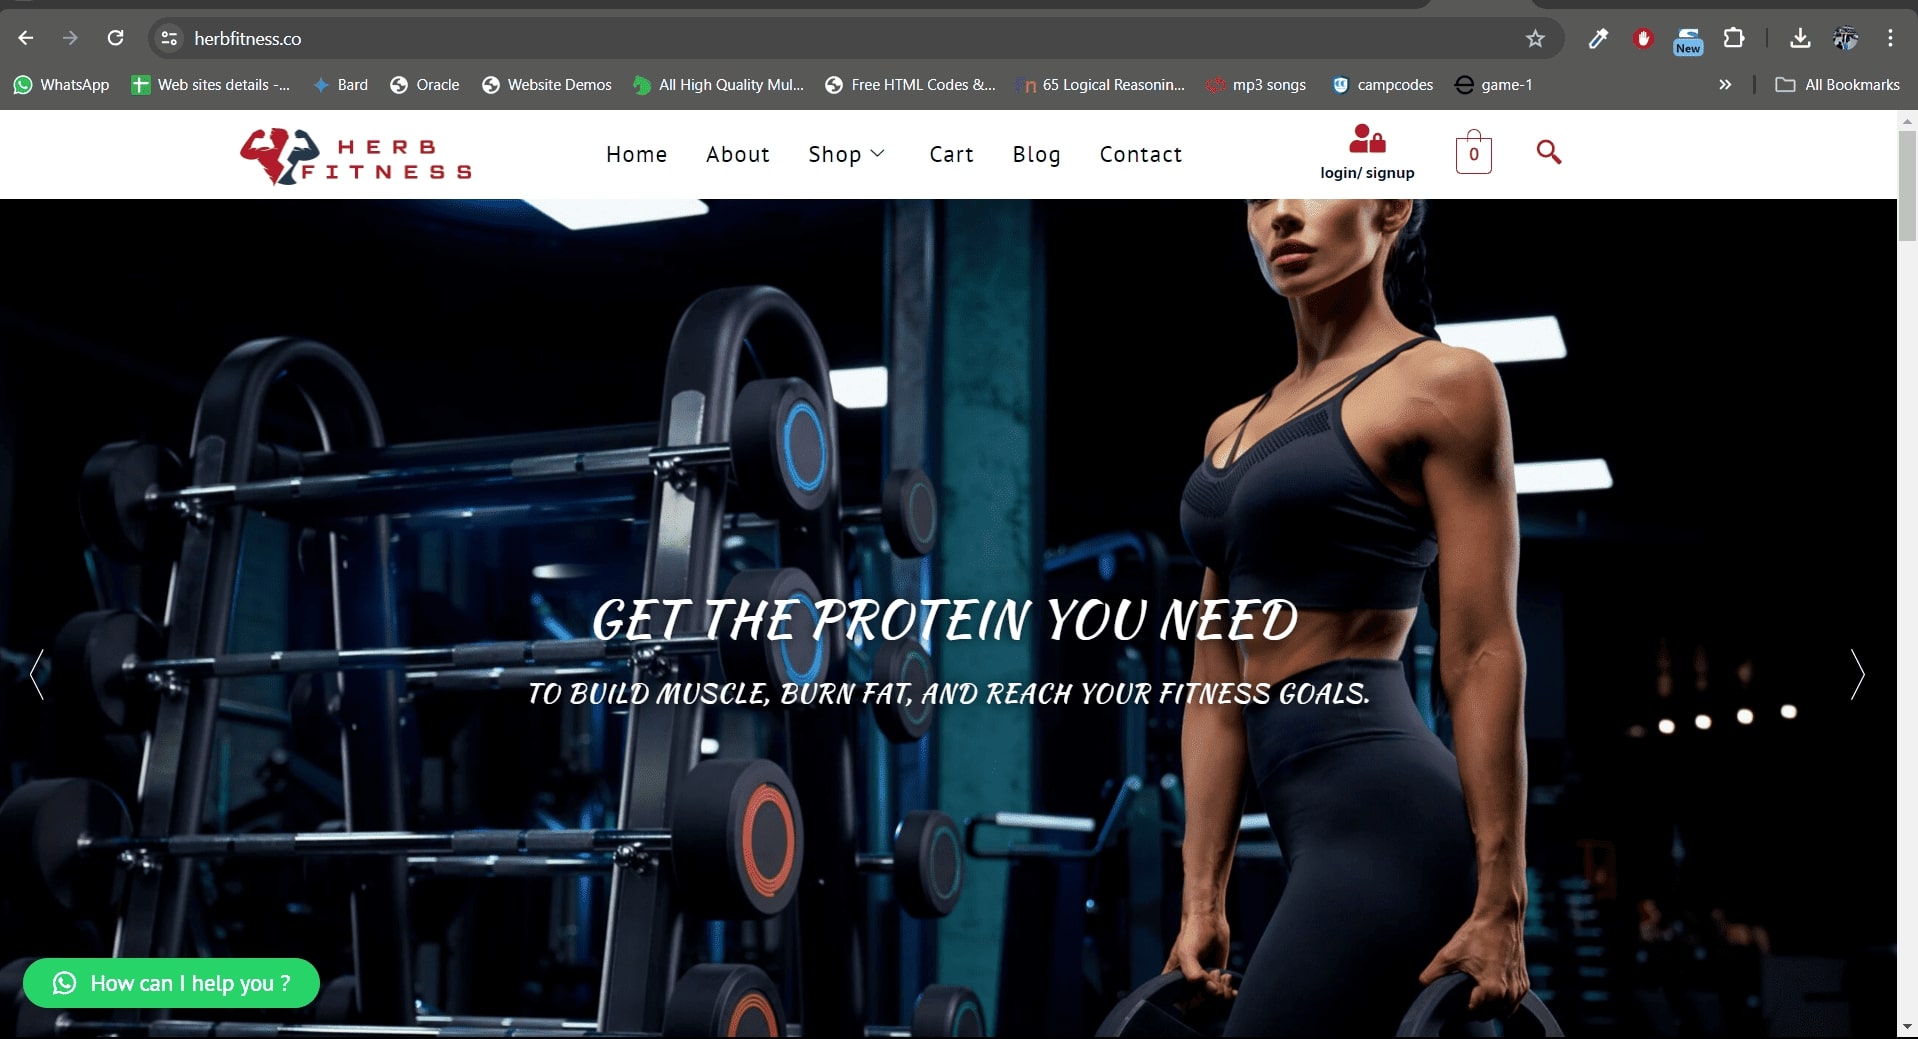 herbfitness.co
New
WhatsApp
Web sites details -...
Bard
Oracle
Website Demos
All High Quality Mul...
Free HTML Codes &...
65 Logical Reasonin...
mp3 songs
campcodes
game-1
»
All Bookmarks
HERB
FITNESS
Home
About
Shop
Cart
Blog
Contact
login/ signup
0
GET THE PROTEIN YOU NEED
TO BUILD MUSCLE, BURN FAT, AND REACH YOUR FITNESS GOALS.
How can I help you ?